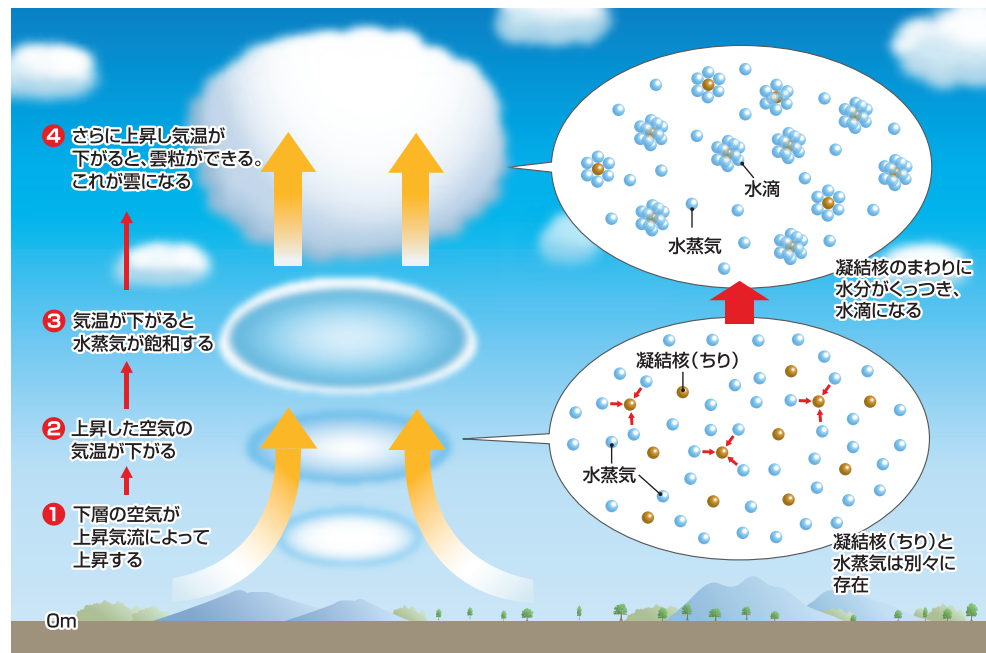 4 さらに上昇し気温が
下がると、雲粒ができる。
これが雲になる
3 気温が下がると
水蒸気が飽和する
2 上昇した空気の
気温が下がる
1 下層の空気が
上昇気流によって
上昇する
0m
水滴
水蒸気
凝結核のまわりに
水分がくっつき、
水滴になる
凝結核(ちり)
水蒸気
凝結核(ちり)と
水蒸気は別々に
存在